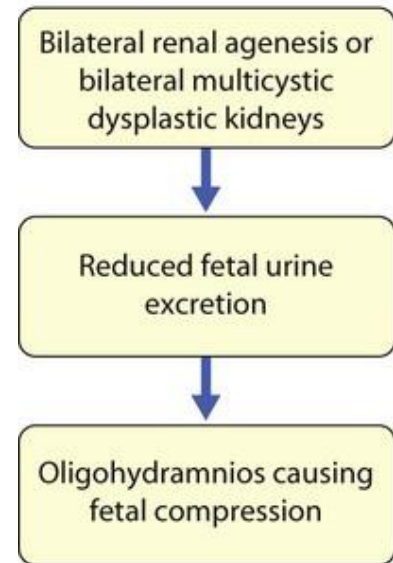 Bilateral renal agenesis or
bilateral multicystic
dysplastic kidneys
Reduced fetal urine
excretion
Oligohydramnios causing
fetal compression